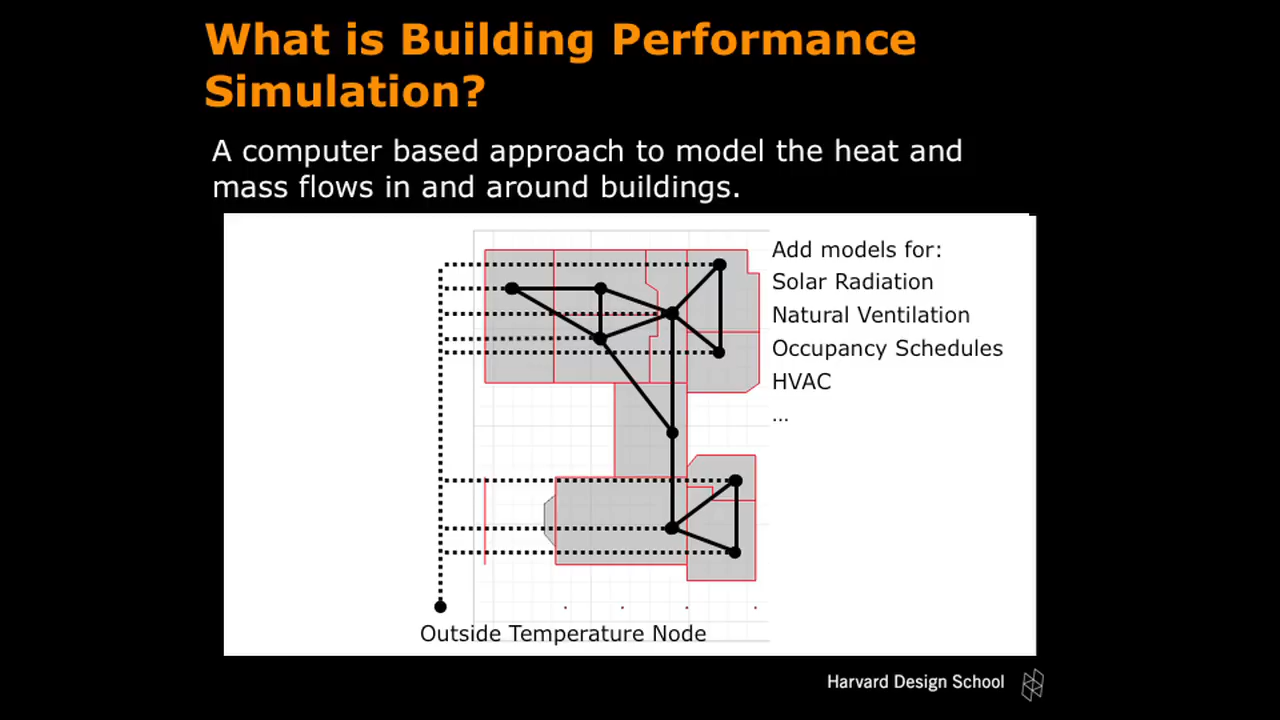 What is Building Performance
Simulation?
A computer based approach to model the heat and
mass flows in and around buildings.
Add models for:
Solar Radiation
Natural Ventilation
Occupancy Schedules
HVAC
...
Outside Temperature Node
Harvard Design School